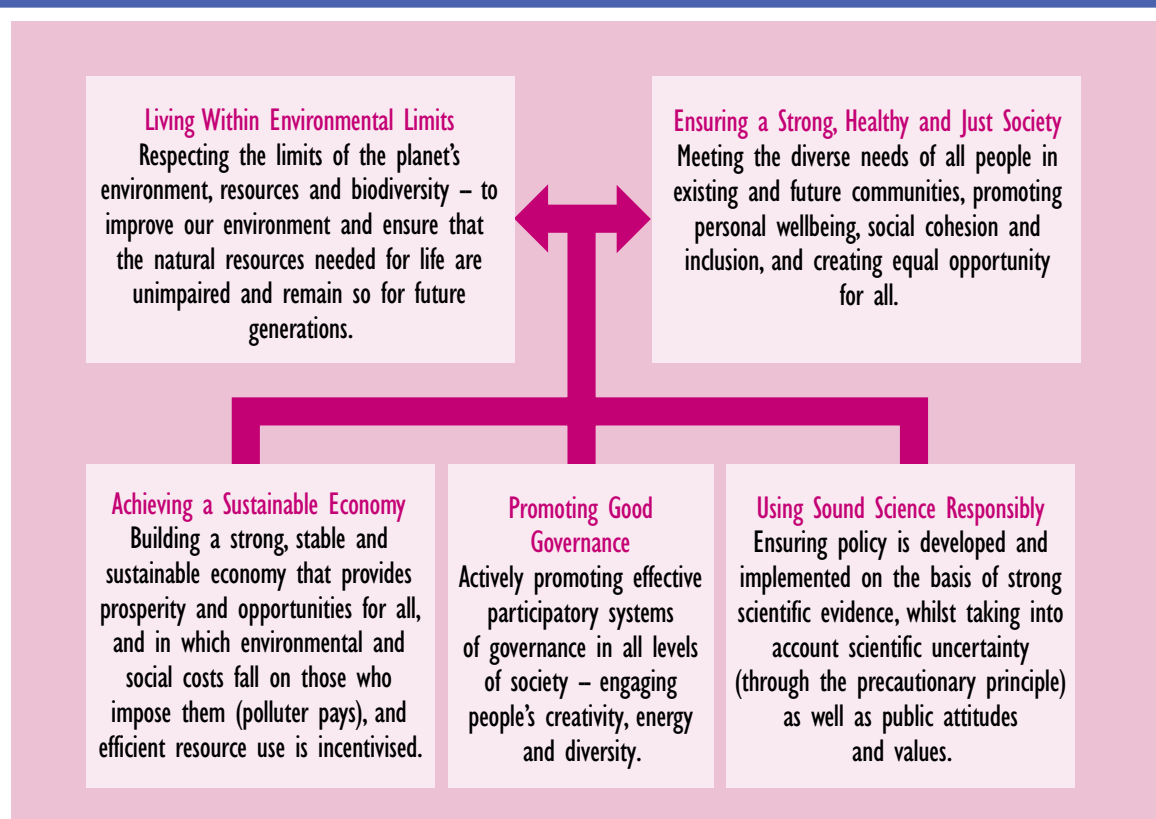 Living Within Environmental Limits
Respecting the limits of the planet's
environment, resources and biodiversity – to
improve our environment and ensure that
the natural resources needed for life are
unimpaired and remain so for future
generations.
Ensuring a Strong, Healthy and Just Society
Meeting the diverse needs of all people in
existing and future communities, promoting
personal wellbeing, social cohesion and
inclusion, and creating equal opportunity
for all.
Achieving a Sustainable Economy
Building a strong, stable and
sustainable economy that provides
prosperity and opportunities for all,
and in which environmental and
social costs fall on those who
impose them (polluter pays), and
efficient resource use is incentivised.
Promoting Good
Governance
Actively promoting effective
participatory systems
of governance in all levels
of society – engaging
people's creativity, energy
and diversity.
Using Sound Science Responsibly
Ensuring policy is developed and
implemented on the basis of strong
scientific evidence, whilst taking into
account scientific uncertainty
(through the precautionary principle)
as well as public attitudes
and values.